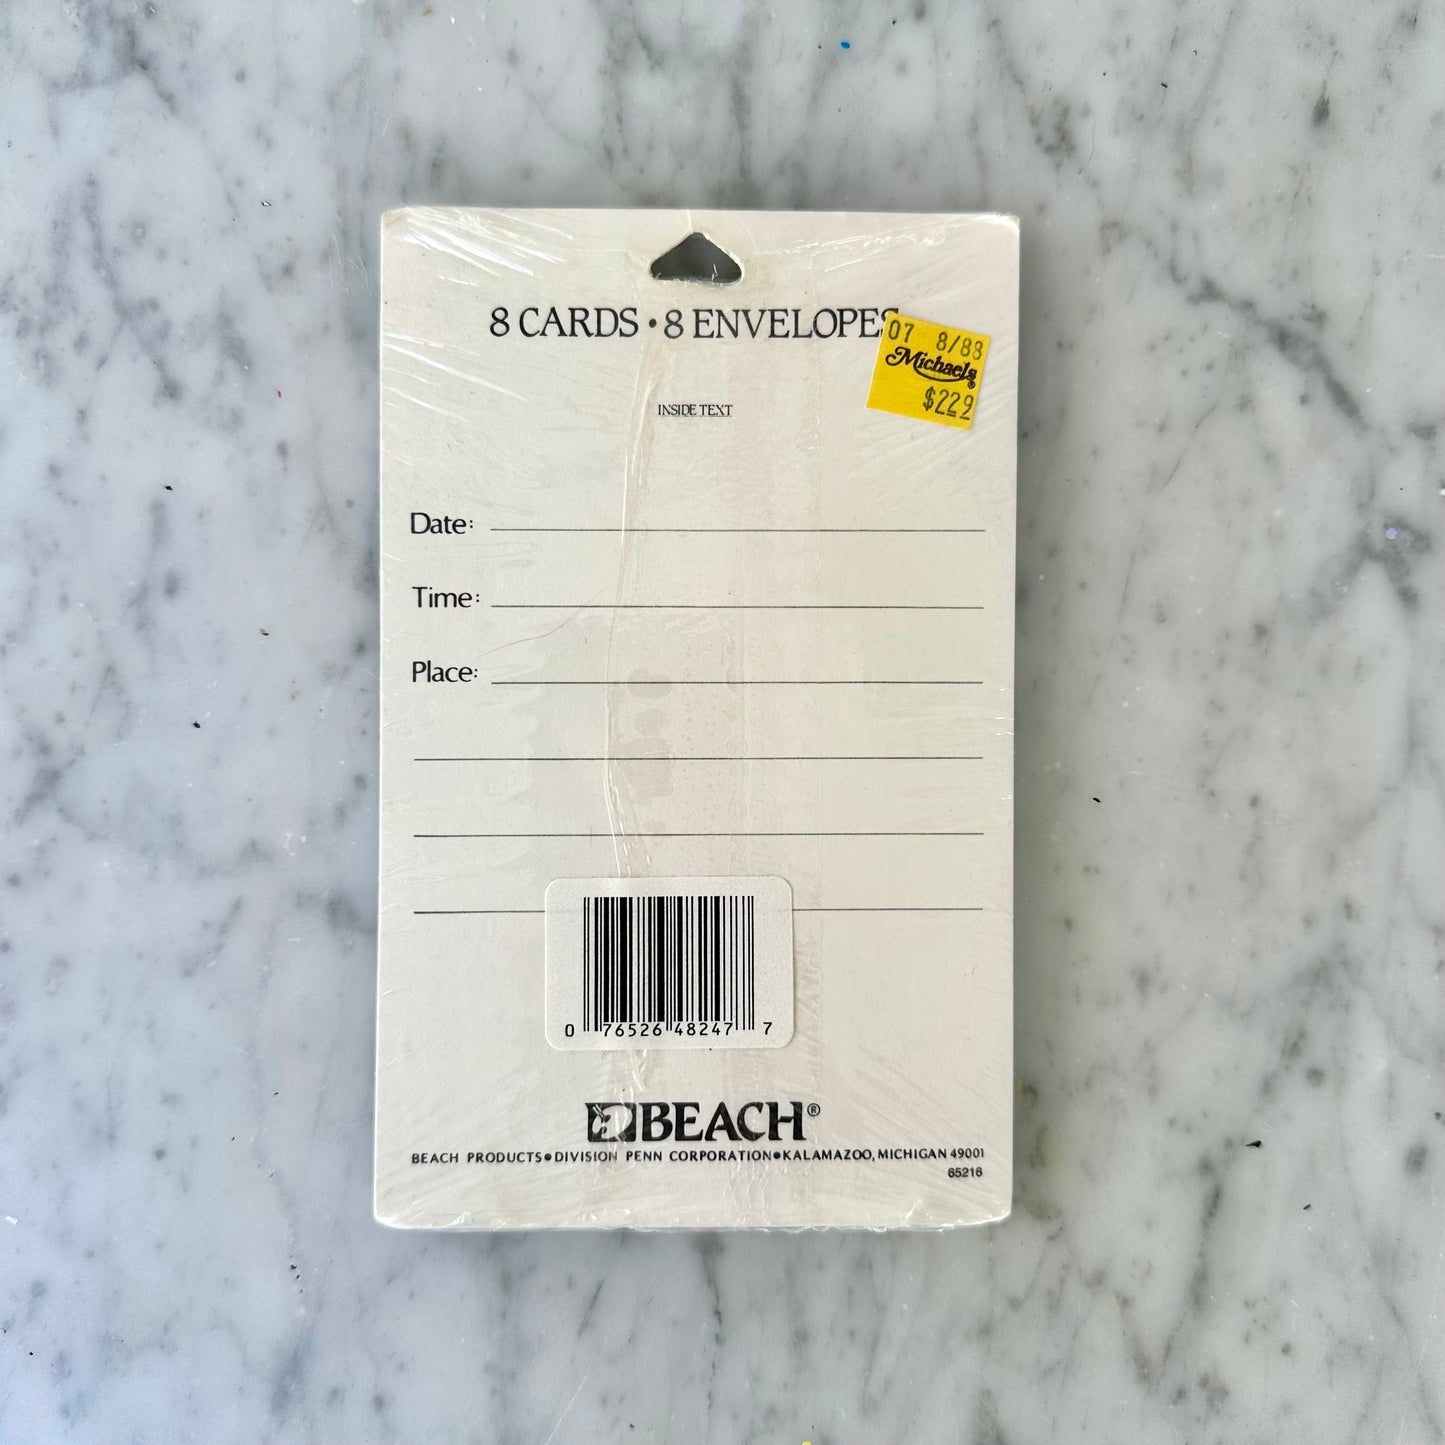 8 CARDS • 8 ENVELOPES
07 8/88
Michaels®
$229
INSIDE TEXT
Date:
Time:
Place:
0 76526 48247 7
BEACH®
BEACH PRODUCTS●DIVISION PENN CORPORATION●KALAMAZOO, MICHIGAN 49001
65216